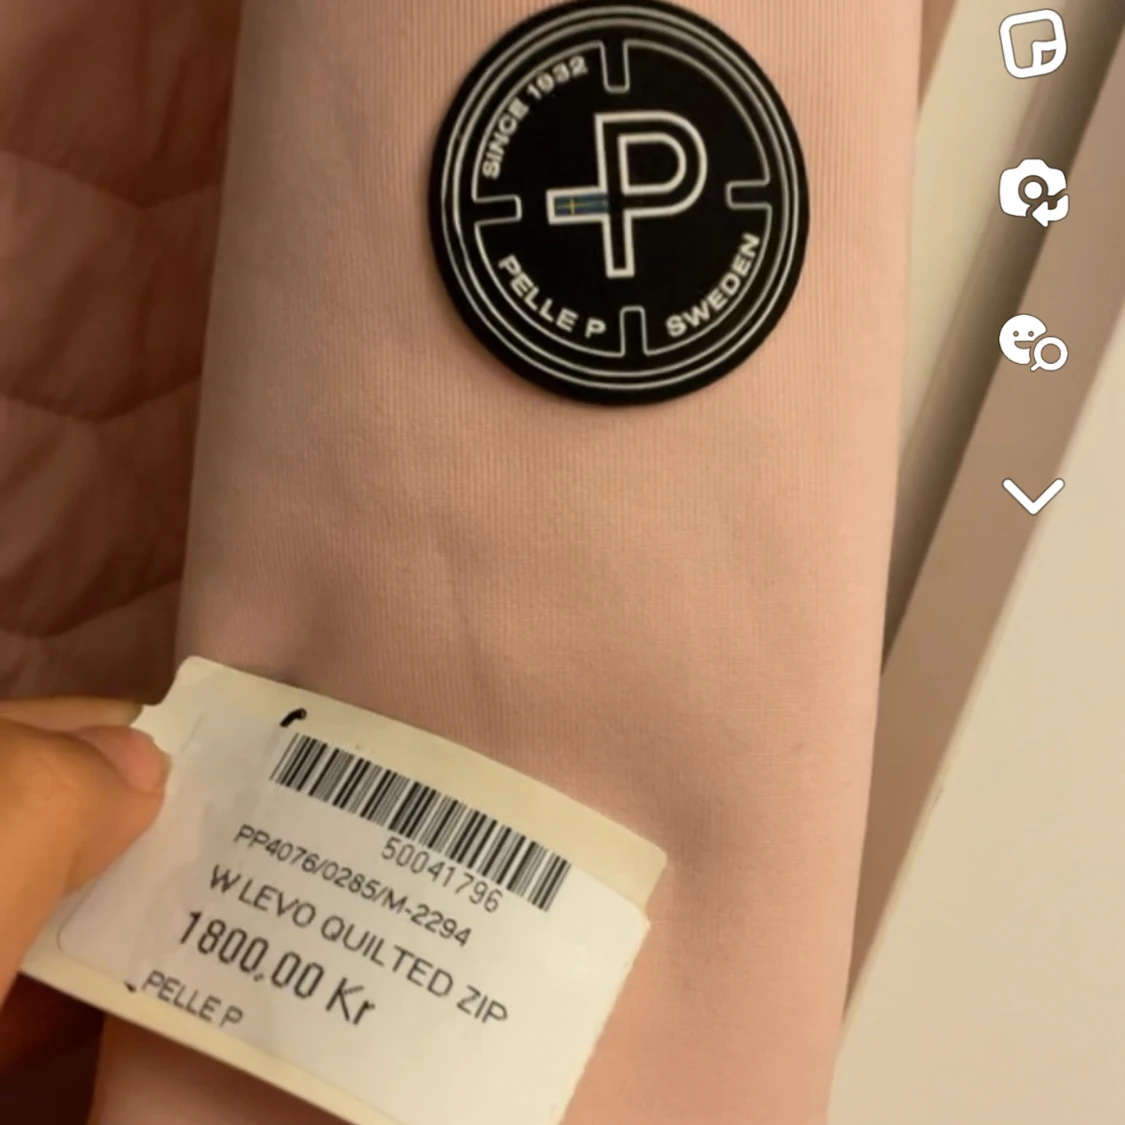 SINCE 1932
P
PELLE P
SWEDEN
50041796
PP4076/0285/M-2294
W LEVO QUILTED ZIP
1800,00 Kr
PELLE P